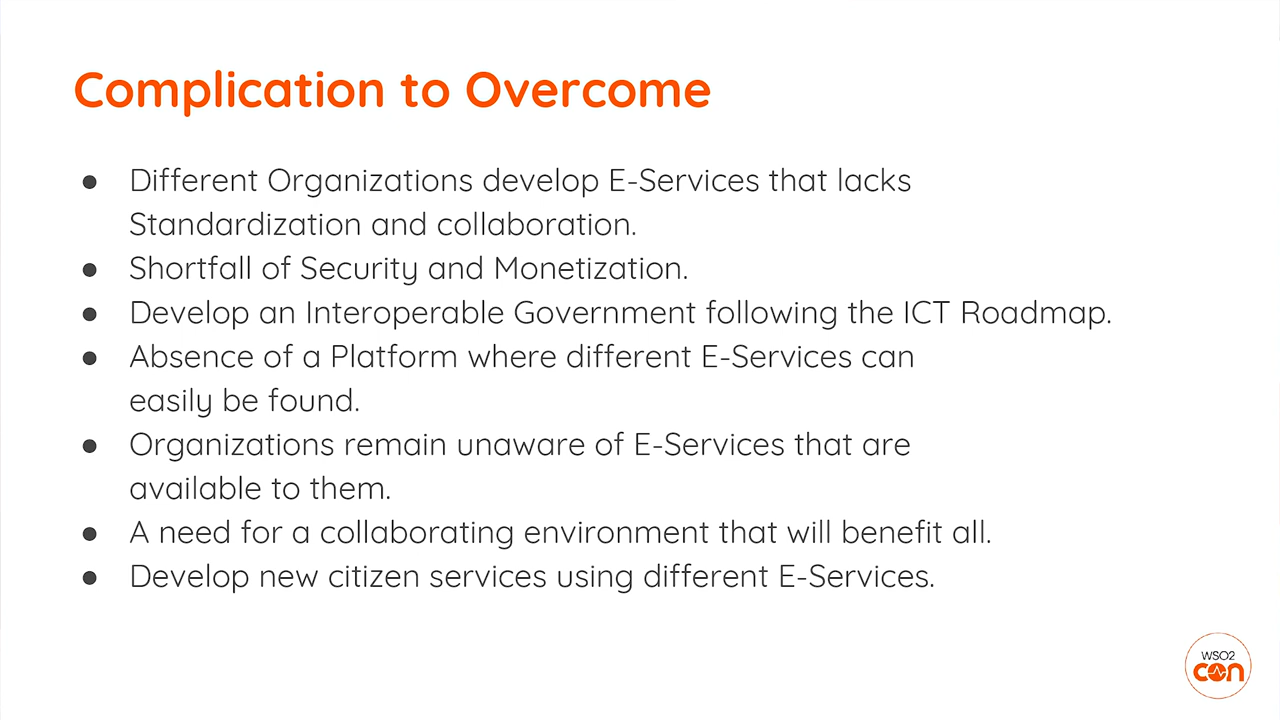 Complication to Overcome
● Different Organizations develop E-Services that lacks
Standardization and collaboration.
● Shortfall of Security and Monetization.
● Develop an Interoperable Government following the ICT Roadmap.
● Absence of a Platform where different E-Services can
easily be found.
● Organizations remain unaware of E-Services that are
available to them.
● A need for a collaborating environment that will benefit all.
● Develop new citizen services using different E-Services.
WSO2
con